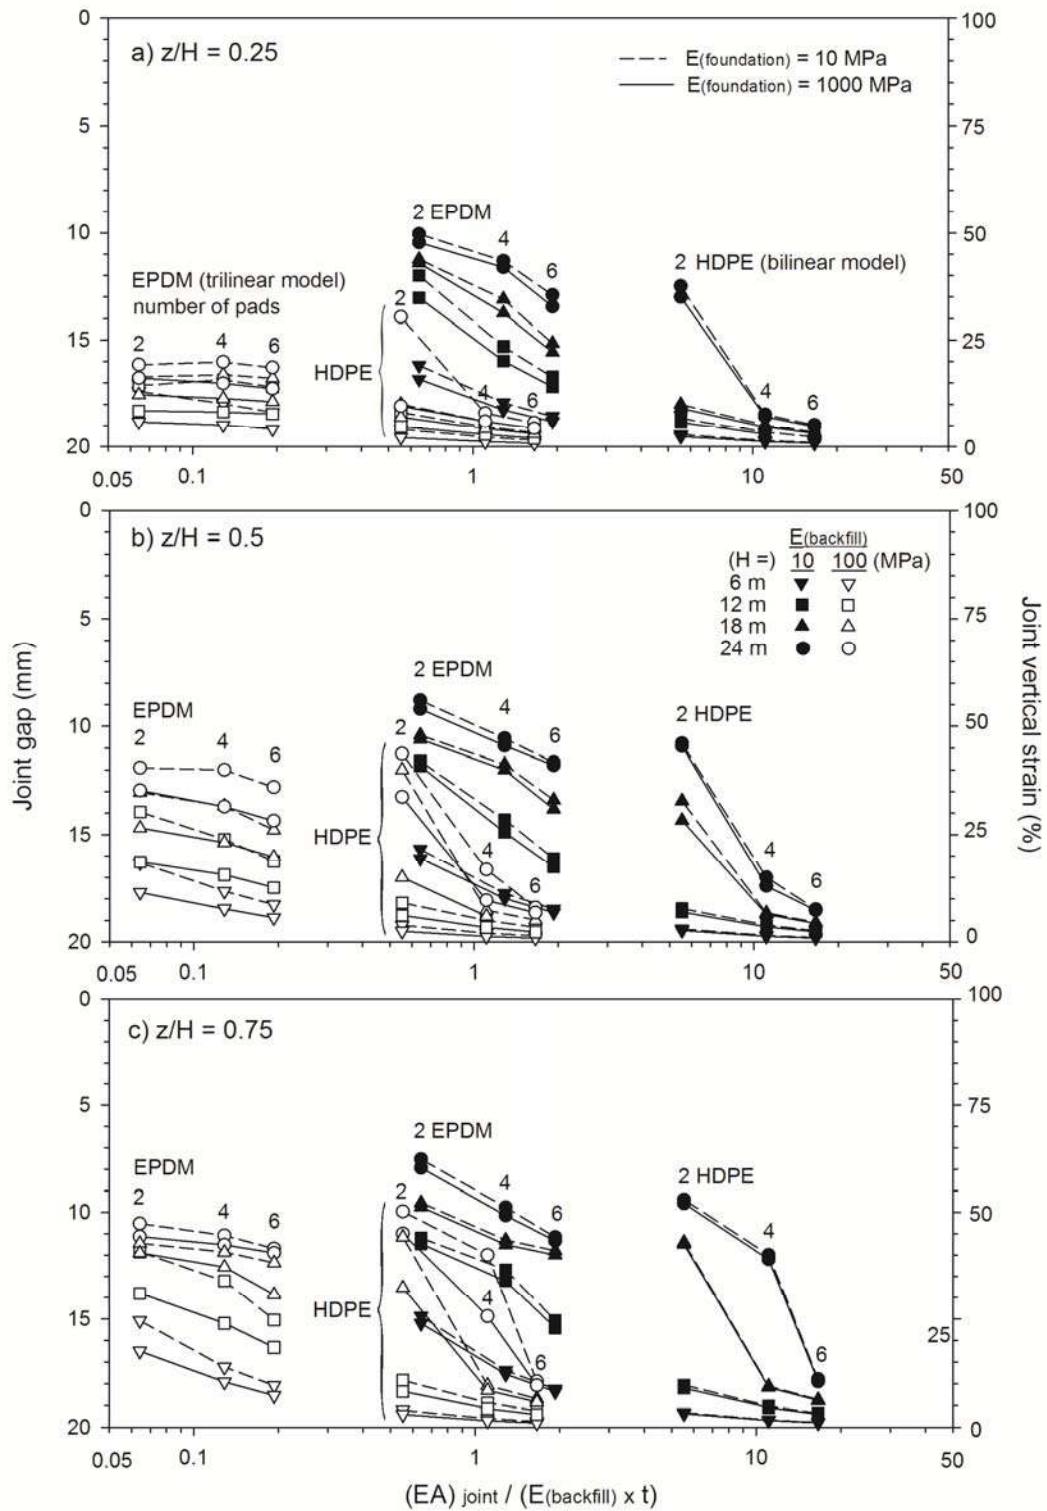 a) z/H = 0.25
E(foundation) = 10 MPa
E(foundation) = 1000 MPa
0
5
10
15
20
100
75
50
25
0
2 EPDM
4
6
2 HDPE (bilinear model)
4
6
EPDM (trilinear model)
number of pads
2
4
6
HDPE
2
4
6
0.05
0.1
1
10
50
b) z/H = 0.5
E(backfill)
(H =) 10 100 (MPa)
6 m
12 m
18 m
24 m
0
5
10
15
20
100
75
50
25
0
Joint gap (mm)
Joint vertical strain (%)
2 EPDM
4
6
EPDM
2
4
6
2 HDPE
4
6
HDPE
2
4
6
0.05
0.1
1
10
50
c) z/H = 0.75
0
5
10
15
20
100
75
50
25
0
2 EPDM
4
6
EPDM
2
4
6
2 HDPE
4
6
HDPE
2
4
6
0.05
0.1
1
10
50
(EA) joint / (E(backfill) x t)